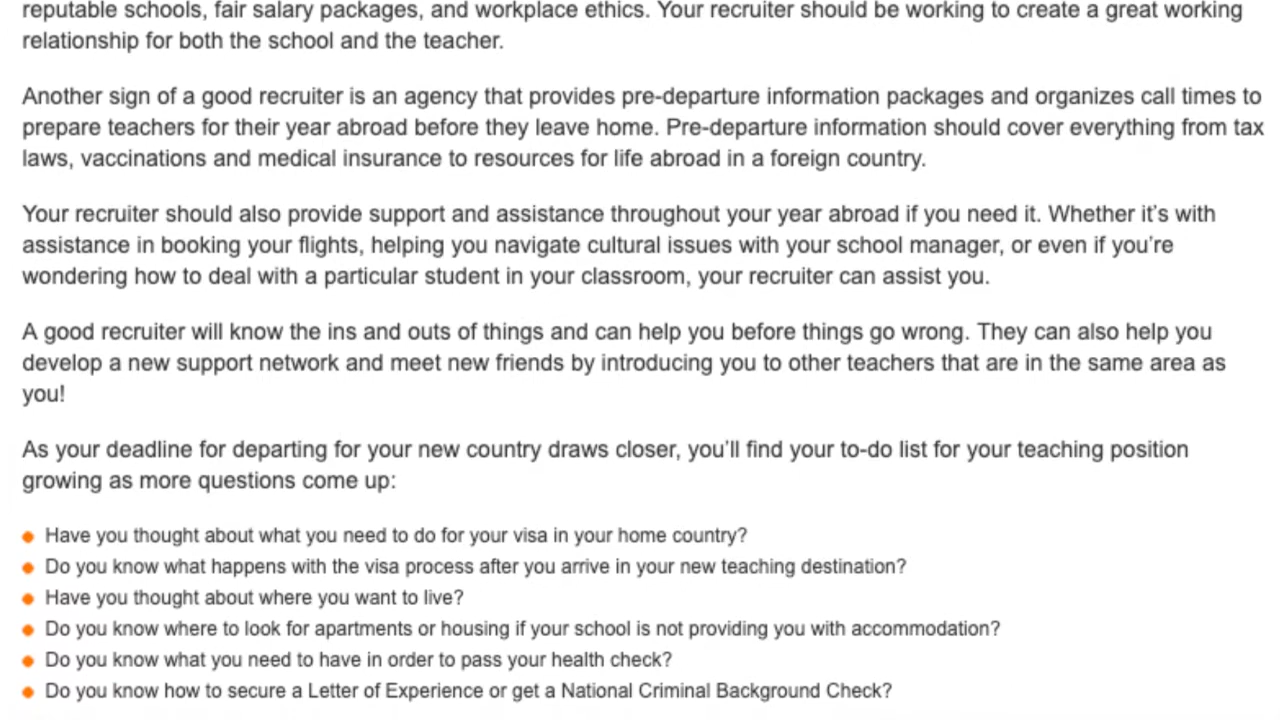 reputable schools, fair salary packages, and workplace ethics. Your recruiter should be working to create a great working
relationship for both the school and the teacher.
Another sign of a good recruiter is an agency that provides pre-departure information packages and organizes call times to
prepare teachers for their year abroad before they leave home. Pre-departure information should cover everything from tax
laws, vaccinations and medical insurance to resources for life abroad in a foreign country.
Your recruiter should also provide support and assistance throughout your year abroad if you need it. Whether it’s with
assistance in booking your flights, helping you navigate cultural issues with your school manager, or even if you’re
wondering how to deal with a particular student in your classroom, your recruiter can assist you.
A good recruiter will know the ins and outs of things and can help you before things go wrong. They can also help you
develop a new support network and meet new friends by introducing you to other teachers that are in the same area as
you!
As your deadline for departing for your new country draws closer, you’ll find your to-do list for your teaching position
growing as more questions come up:
Have you thought about what you need to do for your visa in your home country?
Do you know what happens with the visa process after you arrive in your new teaching destination?
Have you thought about where you want to live?
Do you know where to look for apartments or housing if your school is not providing you with accommodation?
Do you know what you need to have in order to pass your health check?
Do you know how to secure a Letter of Experience or get a National Criminal Background Check?